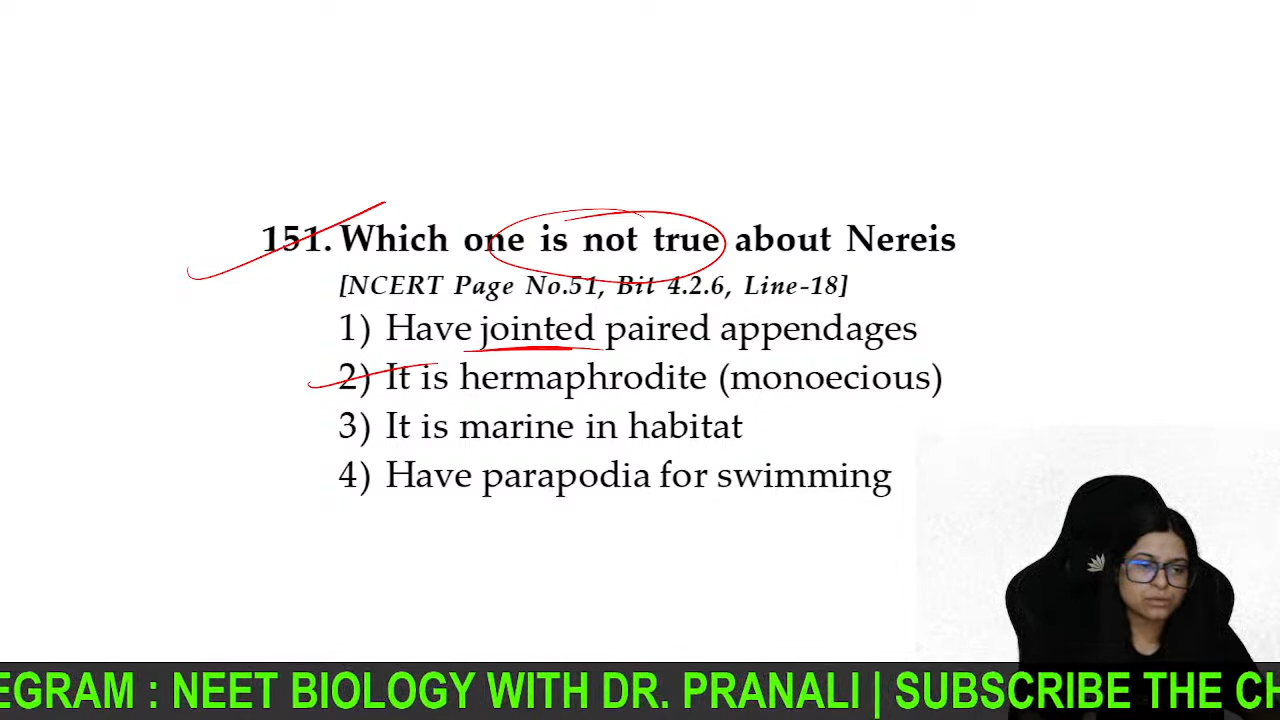 151. Which one is not true about Nereis
[NCERT Page No.51, Bit 4.2.6, Line-18]
1) Have jointed paired appendages
2) It is hermaphrodite (monoecious)
3) It is marine in habitat
4) Have parapodia for swimming
EGRAM : NEET BIOLOGY WITH DR. PRANALI | SUBSCRIBE THE CH